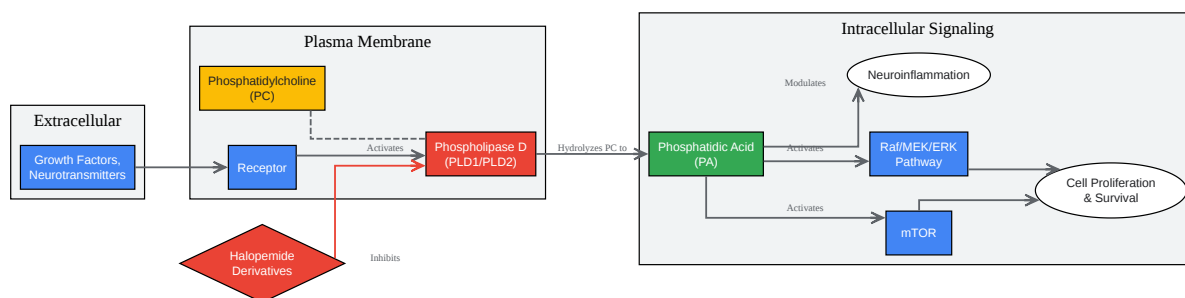 Extracellular
Growth Factors,
Neurotransmitters
Plasma Membrane
Phosphatidylcholine
(PC)
Receptor
Activates
Phospholipase D
(PLD1/PLD2)
Halopemide
Derivatives
Inhibits
Hydrolyzes PC to
Intracellular Signaling
Phosphatidic Acid
(PA)
Modulates
Neuroinflammation
Activates
Raf/MEK/ERK
Pathway
Activates
mTOR
Cell Proliferation
& Survival